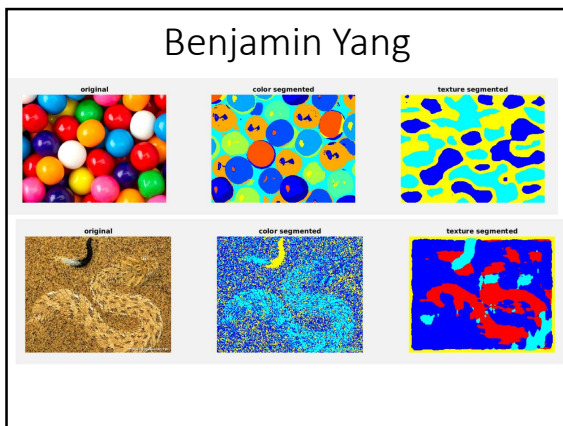 Benjamin Yang
original
color segmented
texture segmented
original
color segmented
texture segmented